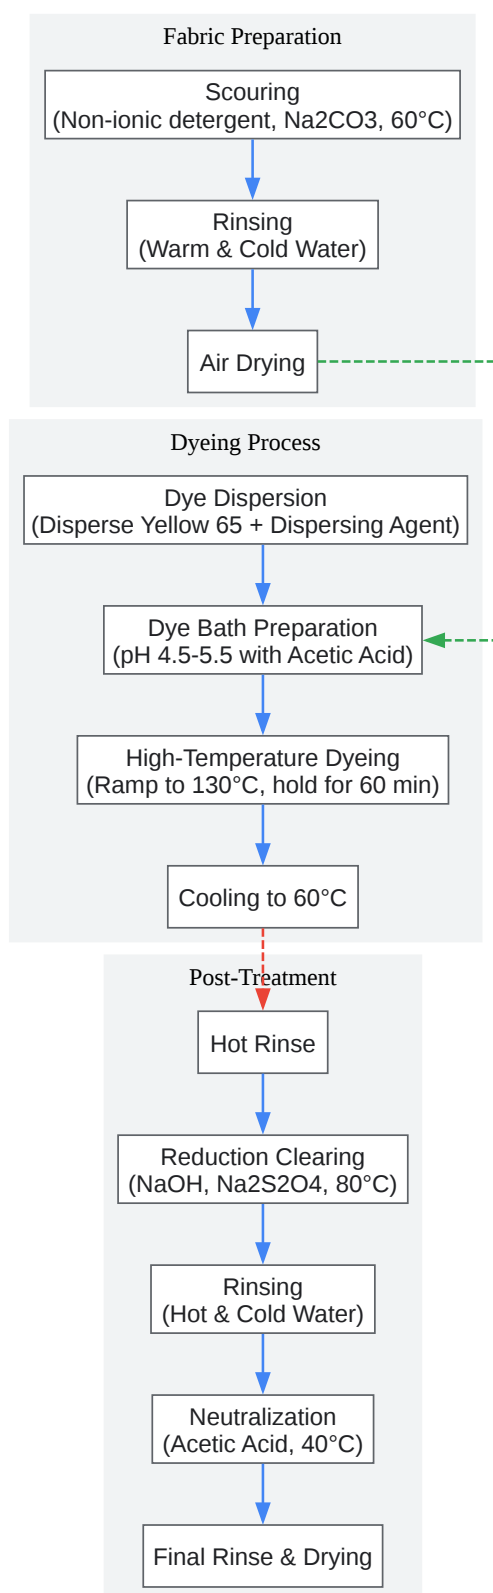 Fabric Preparation
Scouring
(Non-ionic detergent, Na2CO3, 60°C)
Rinsing
(Warm & Cold Water)
Air Drying
Dyeing Process
Dye Dispersion
(Disperse Yellow 65 + Dispersing Agent)
Dye Bath Preparation
(pH 4.5-5.5 with Acetic Acid)
High-Temperature Dyeing
(Ramp to 130°C, hold for 60 min)
Cooling to 60°C
Post-Treatment
Hot Rinse
Reduction Clearing
(NaOH, Na2S2O4, 80°C)
Rinsing
(Hot & Cold Water)
Neutralization
(Acetic Acid, 40°C)
Final Rinse & Drying